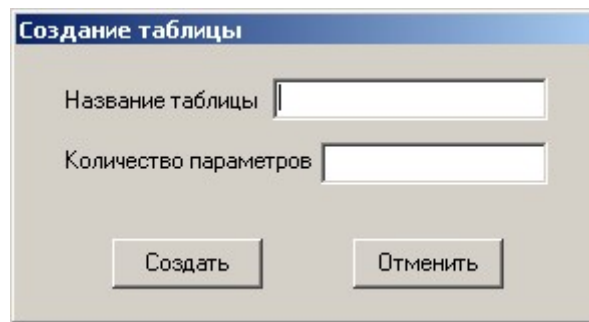 Создание таблицы
Название таблицы
Количество параметров
Создать Отменить